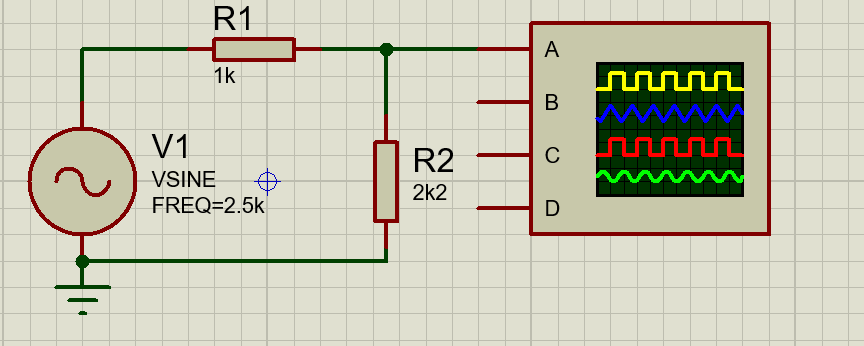 R1
1k
V1
VSINE
FREQ=2.5k
R2
2k2
A
B
C
D